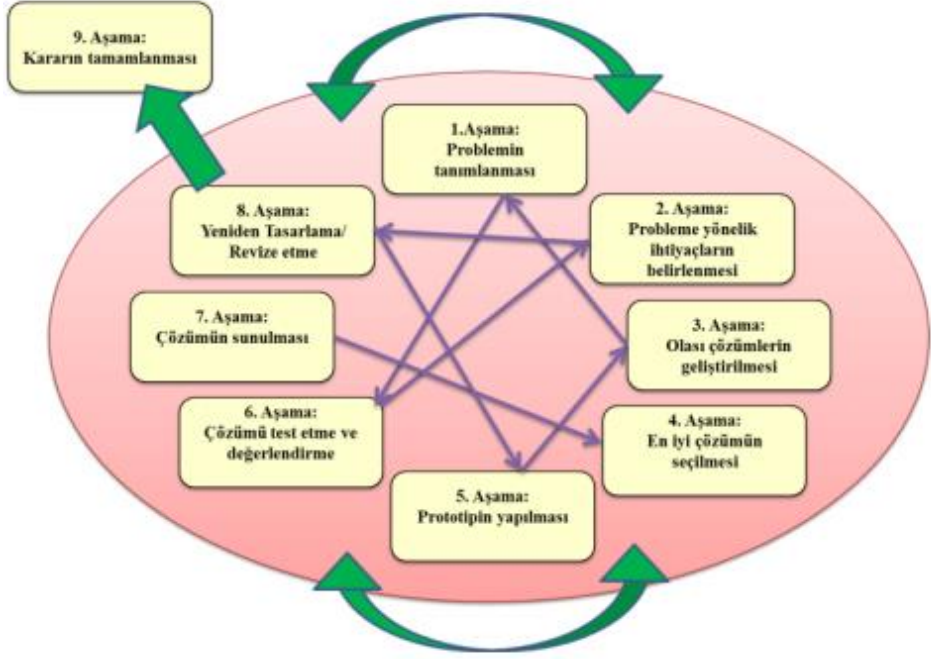 9. Aşama:
Kararın tamamlanması
1.Aşama:
Problemin
tanımlanması
2. Aşama:
Probleme yönelik
ihtiyaçların
belirlenmesi
3. Aşama:
Olası çözümlerin
geliştirilmesi
4. Aşama:
En iyi çözümün
seçilmesi
5. Aşama:
Prototipin yapılması
6. Aşama:
Çözümü test etme ve
değerlendirme
7. Aşama:
Çözümün sunulması
8. Aşama:
Yeniden Tasarlama/
Revize etme